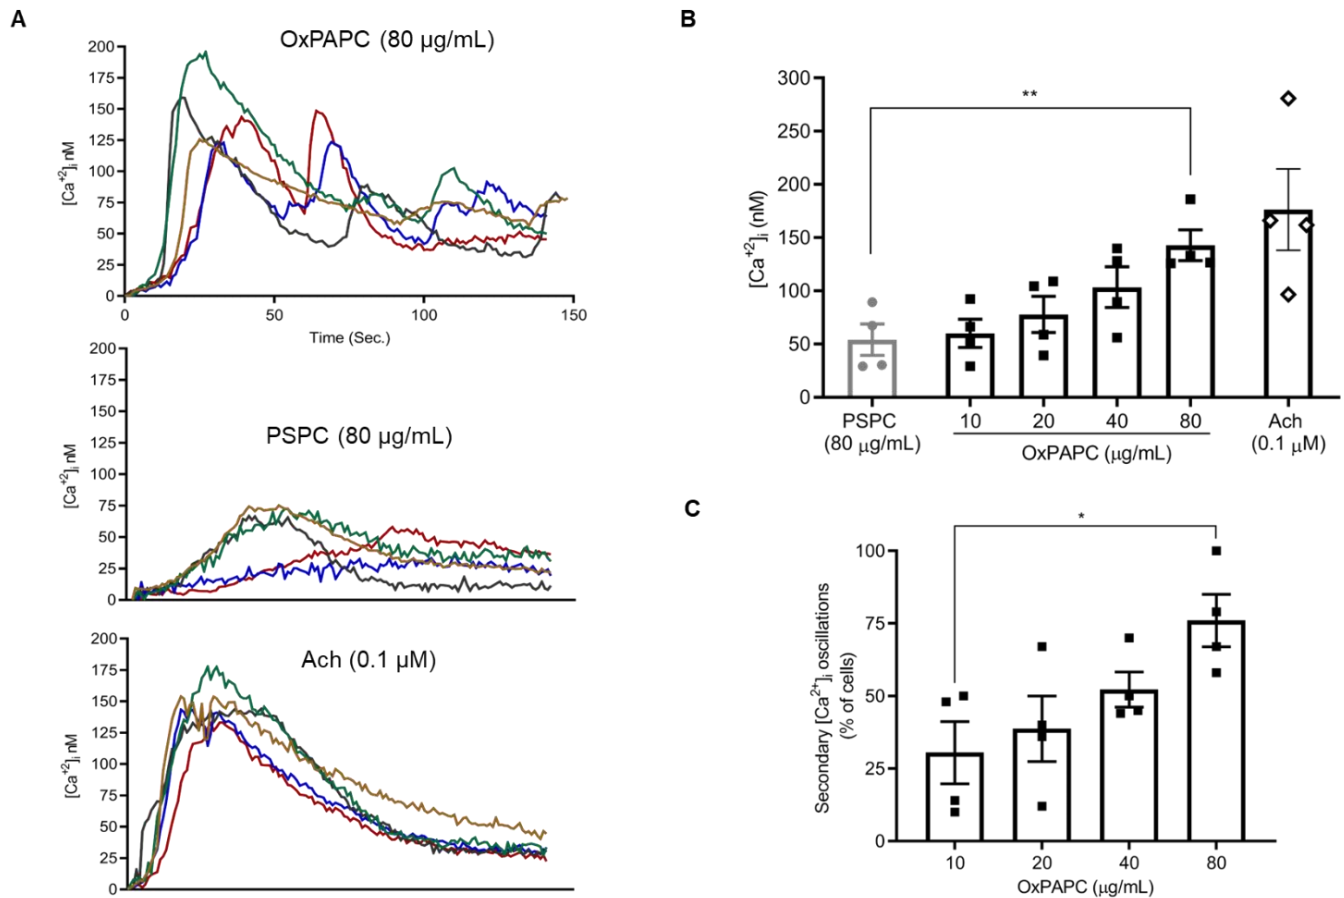 A
OxPAPC (80 µg/mL)
[Ca⁺²]ᵢ nM
200
175
150
125
100
75
50
25
0
0
50
100
150
Time (Sec.)
PSPC (80 µg/mL)
[Ca⁺²]ᵢ nM
200
175
150
125
100
75
50
25
0
Ach (0.1 µM)
[Ca⁺²]ᵢ nM
200
175
150
125
100
75
50
25
0
B
**
[Ca⁺²]ᵢ (nM)
300
250
200
150
100
50
0
PSPC 10 20 40 80 Ach
(80 µg/mL) OxPAPC (µg/mL) (0.1 µM)
C
*
Secondary [Ca²⁺]ᵢ oscillations
(% of cells)
100
75
50
25
0
10 20 40 80
OxPAPC (µg/mL)